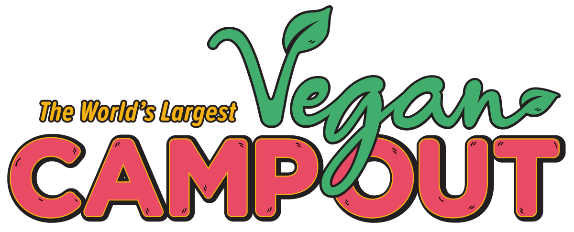 The World's Largest
Vegan
CAMPOUT